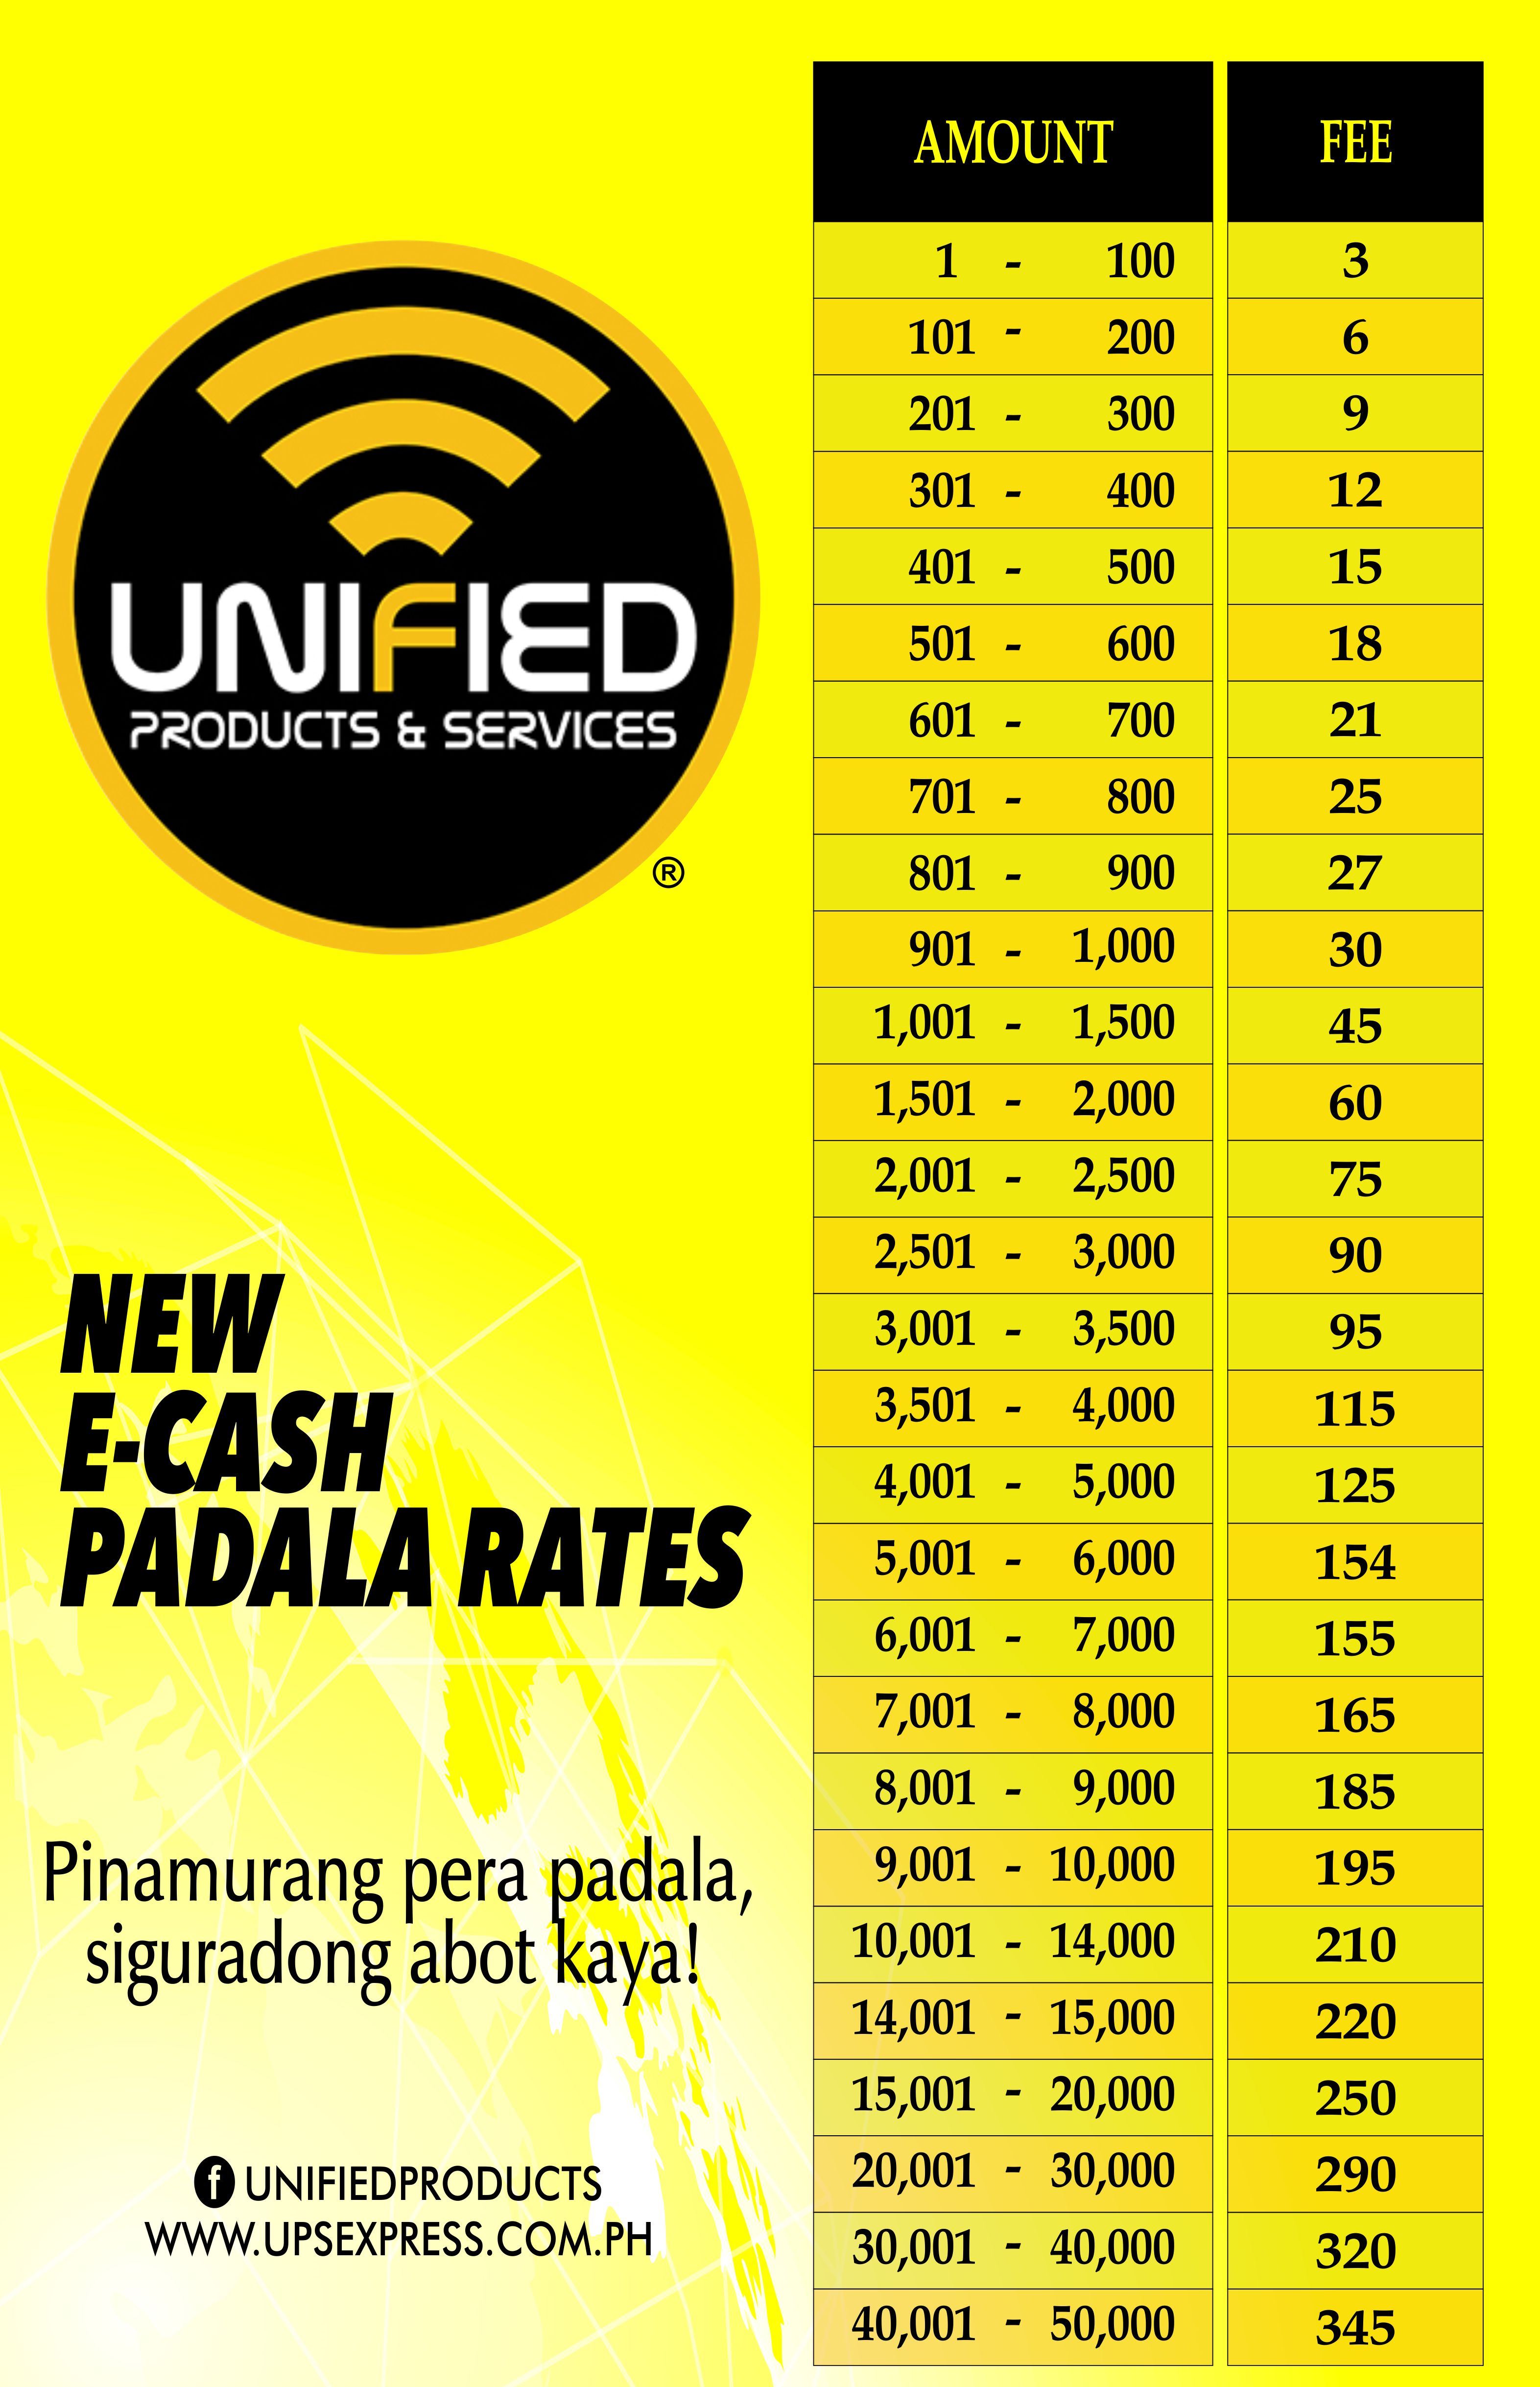 UNIFIED
PRODUCTS & SERVICES
®
NEW
E-CASH
PADALA RATES
Pinamurang pera padala,
siguradong abot kaya!
f UNIFIEDPRODUCTS
WWW.UPSEXPRESS.COM.PH
AMOUNT FEE
1 - 100 3
101 - 200 6
201 - 300 9
301 - 400 12
401 - 500 15
501 - 600 18
601 - 700 21
701 - 800 25
801 - 900 27
901 - 1,000 30
1,001 - 1,500 45
1,501 - 2,000 60
2,001 - 2,500 75
2,501 - 3,000 90
3,001 - 3,500 95
3,501 - 4,000 115
4,001 - 5,000 125
5,001 - 6,000 154
6,001 - 7,000 155
7,001 - 8,000 165
8,001 - 9,000 185
9,001 - 10,000 195
10,001 - 14,000 210
14,001 - 15,000 220
15,001 - 20,000 250
20,001 - 30,000 290
30,001 - 40,000 320
40,001 - 50,000 345